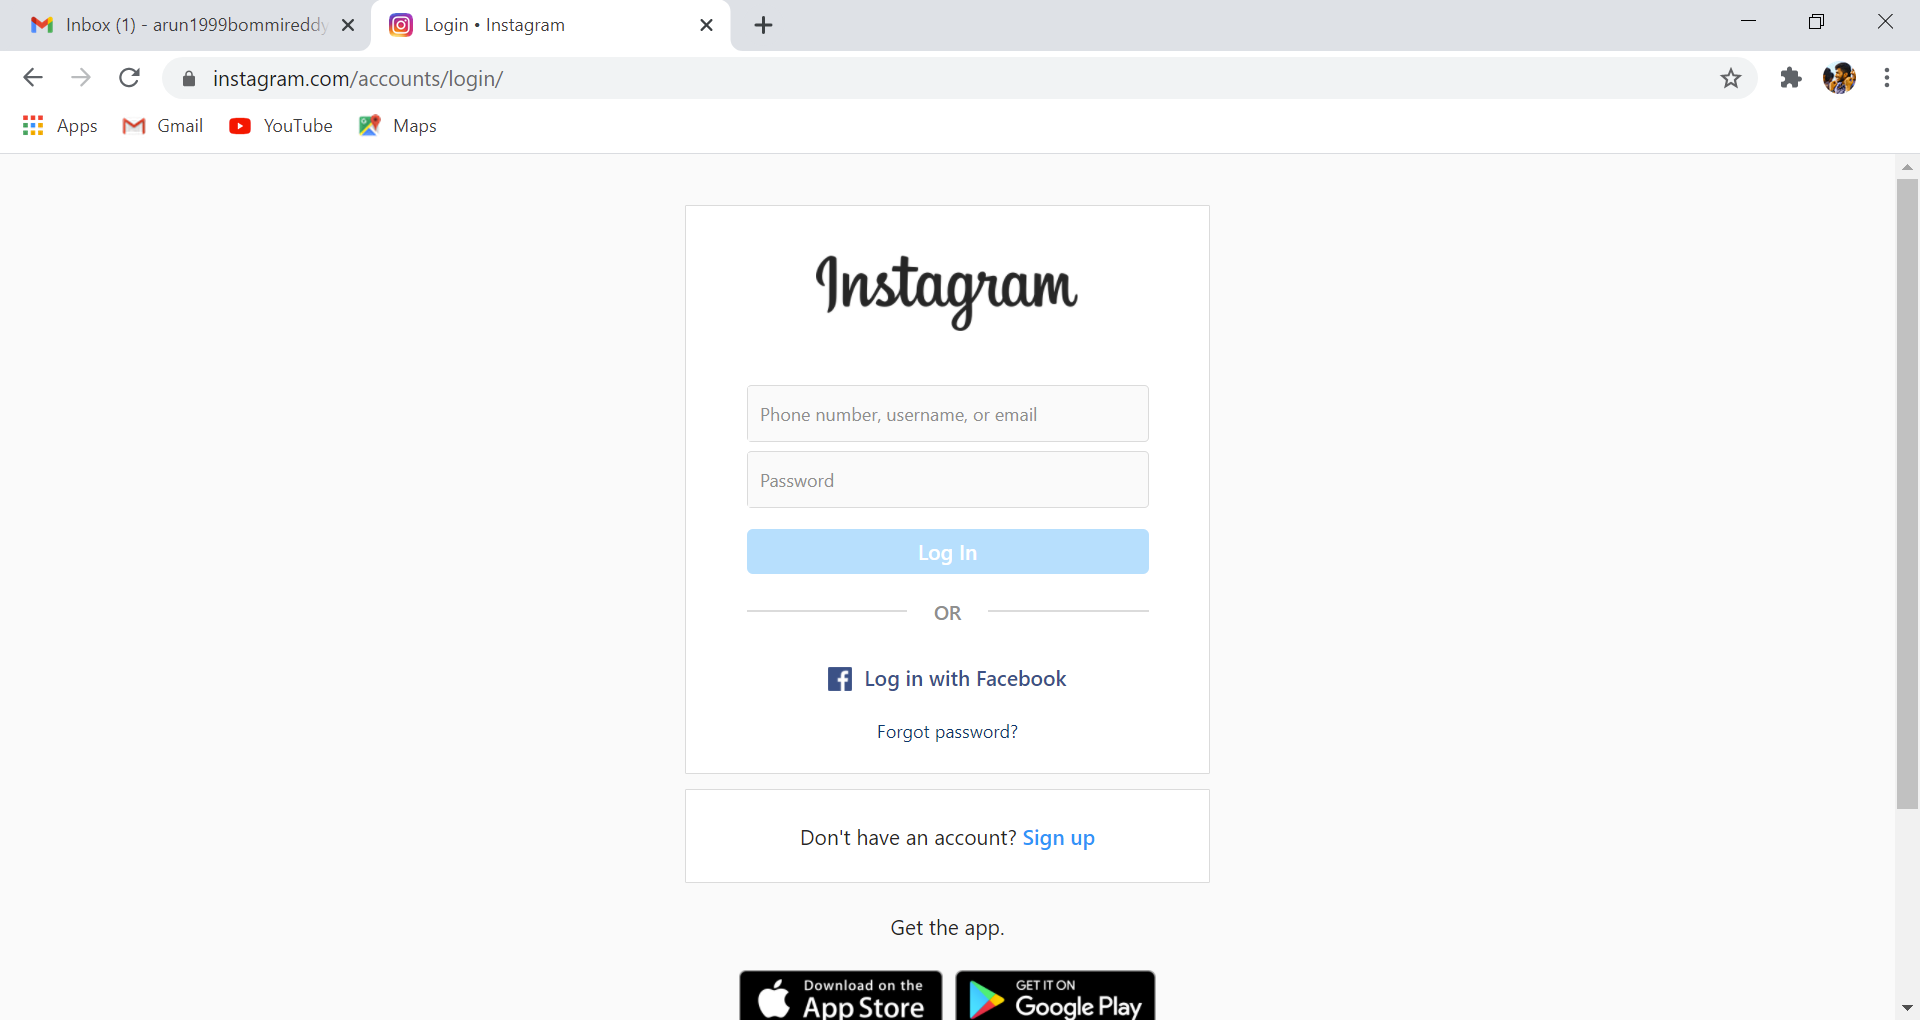 Inbox (1) - arun1999bommireddy
Login • Instagram
instagram.com/accounts/login/
Apps
Gmail
YouTube
Maps
Instagram
Phone number, username, or email
Password
Log In
OR
Log in with Facebook
Forgot password?
Don't have an account? Sign up
Get the app.
Download on the
App Store
GET IT ON
Google Play